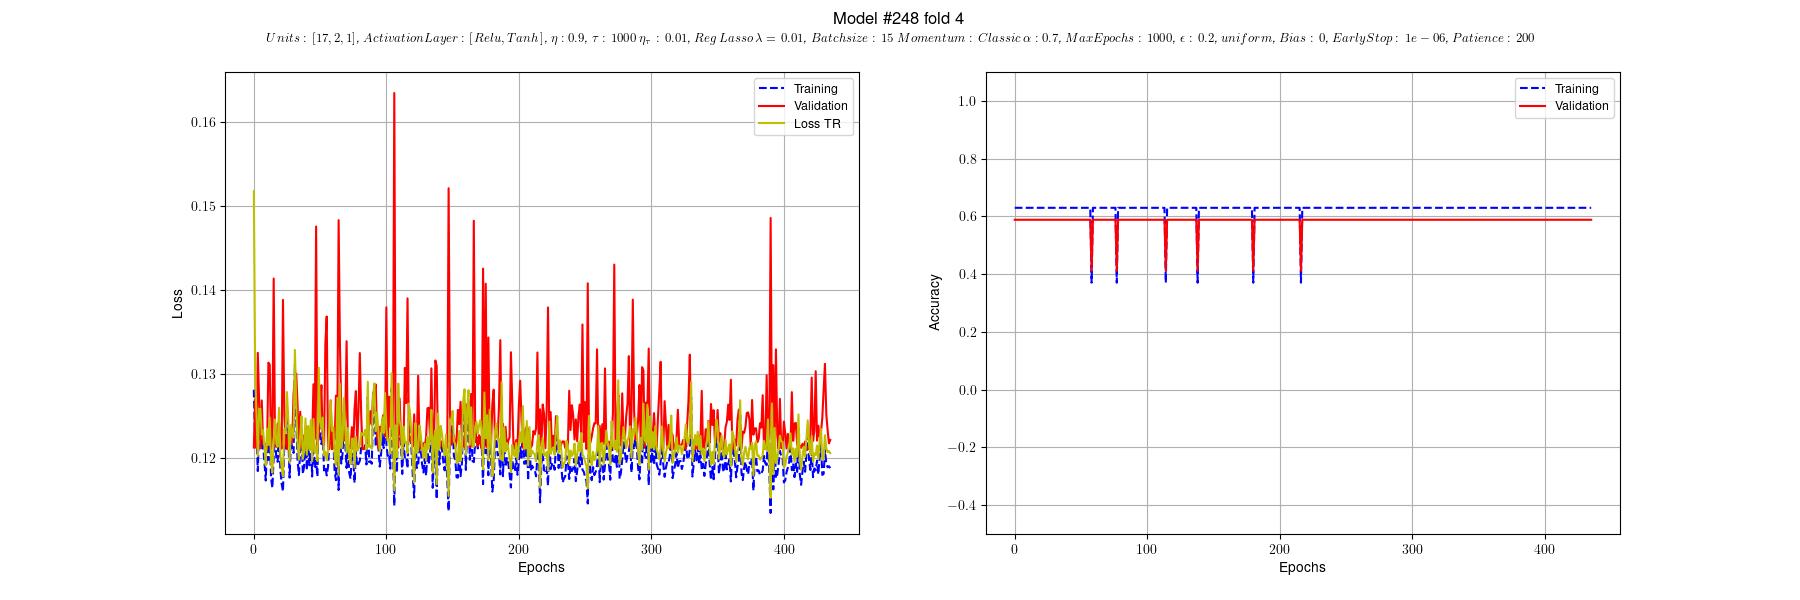 Model #248 fold 4
Units : [17, 2, 1], ActivationLayer : [Relu, Tanh], η : 0.9, τ : 1000 ητ : 0.01, Reg Lasso λ = 0.01, Batchsize : 15 Momentum : Classic α : 0.7, MaxEpochs : 1000, ϵ : 0.2, uniform, Bias : 0, EarlyStop : 1e − 06, Patience : 200
Training
Validation
Loss TR
0.16
0.15
0.14
0.13
0.12
Loss
0
100
200
300
400
Epochs
Training
Validation
1.0
0.8
0.6
0.4
0.2
0.0
−0.2
−0.4
Accuracy
0
100
200
300
400
Epochs